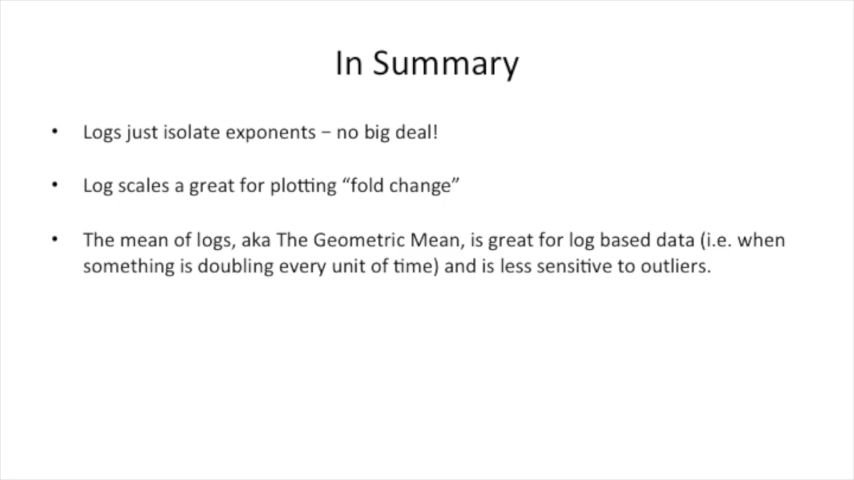 In Summary
• Logs just isolate exponents – no big deal!
• Log scales a great for plotting “fold change”
• The mean of logs, aka The Geometric Mean, is great for log based data (i.e. when
something is doubling every unit of time) and is less sensitive to outliers.